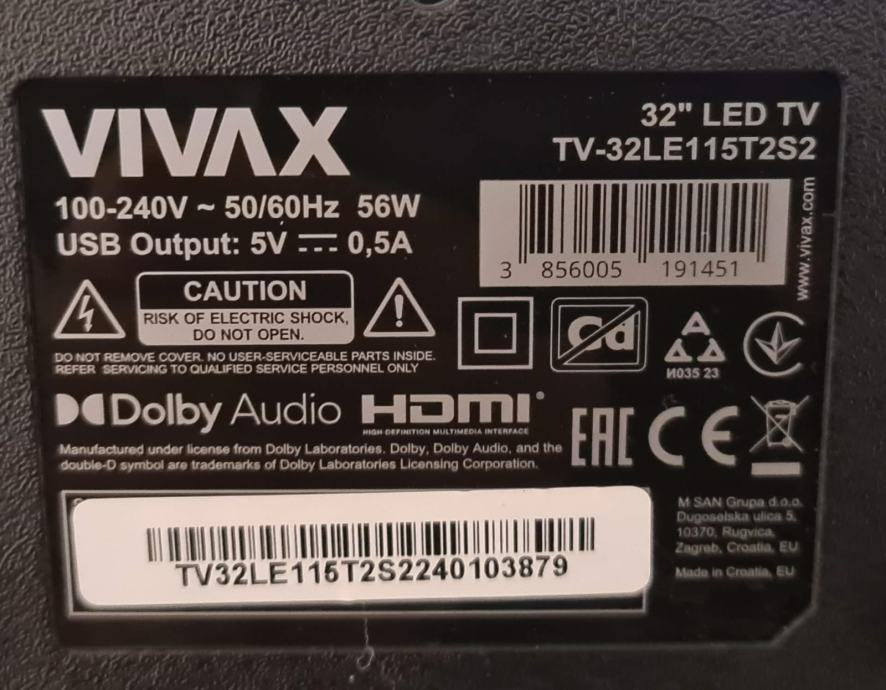 VIVAX
32" LED TV
TV-32LE115T2S2
100-240V ~ 50/60Hz 56W
USB Output: 5V ⎓ 0,5A
3 856005 191451
www.vivax.com
CAUTION
RISK OF ELECTRIC SHOCK,
DO NOT OPEN.
DO NOT REMOVE COVER. NO USER-SERVICEABLE PARTS INSIDE.
REFER SERVICING TO QUALIFIED SERVICE PERSONNEL ONLY
Cd
И035 23
Dolby Audio
HDMI
HIGH-DEFINITION MULTIMEDIA INTERFACE
EAC CE
Manufactured under license from Dolby Laboratories. Dolby, Dolby Audio, and the
double-D symbol are trademarks of Dolby Laboratories Licensing Corporation.
TV32LE115T2S2240103879
M SAN Grupa d.o.o.
Dugoselska ulica 5,
10370, Rugvica,
Zagreb, Croatia, EU
Made in Croatia, EU